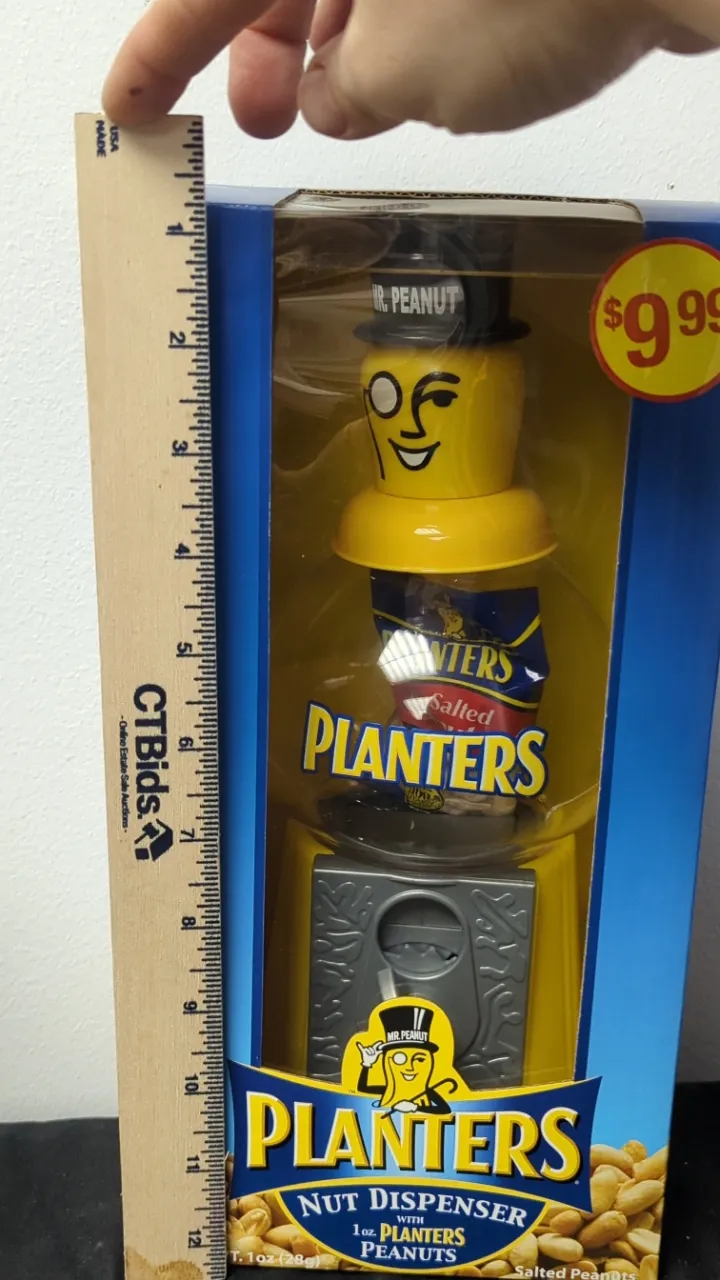 USA
MADE
1
2
3
4
5
6
7
8
9
10
11
12
CTBids.
- Online Estate Sale Auctions -
MR. PEANUT
$9 99
PLANTERS
Salted
PLANTERS
MR. PEANUT
PLANTERS
NUT DISPENSER
WITH
1oz. PLANTERS
PEANUTS
T. 1oz (28g)
Salted Peanuts